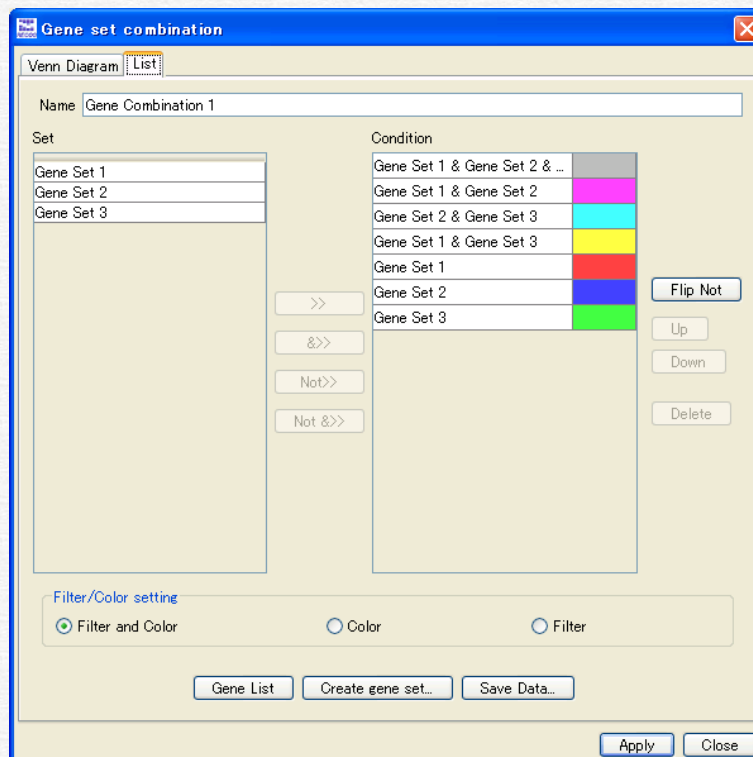 Gene set combination
Venn Diagram List
Name Gene Combination 1
Set Condition
Gene Set 1
Gene Set 2
Gene Set 3
Gene Set 1 & Gene Set 2 & ...
Gene Set 1 & Gene Set 2
Gene Set 2 & Gene Set 3
Gene Set 1 & Gene Set 3
Gene Set 1
Gene Set 2
Gene Set 3
>>
&>>
Not>>
Not &>>
Flip Not
Up
Down
Delete
Filter/Color setting
Filter and Color Color Filter
Gene List Create gene set... Save Data...
Apply Close